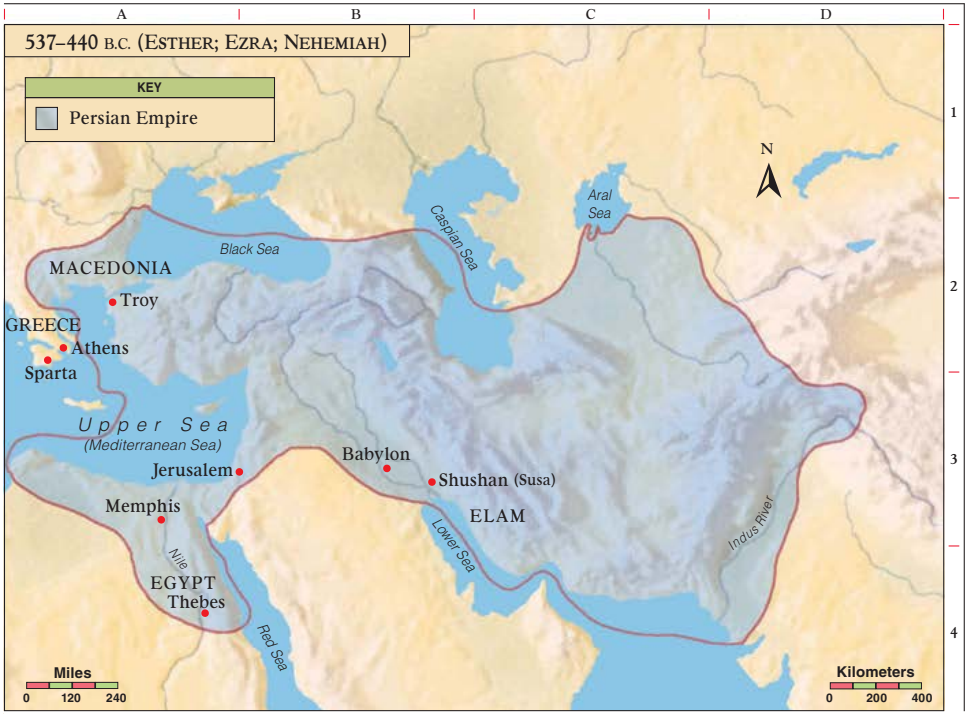 A B C D
537–440 B.C. (ESTHER; EZRA; NEHEMIAH)
KEY
Persian Empire
1
N
Aral
Sea
Caspian Sea
Black Sea
MACEDONIA
2
Troy
GREECE
Athens
Sparta
Upper Sea
(Mediterranean Sea)
Babylon
3
Jerusalem
Shushan (Susa)
Memphis
ELAM
Indus River
Lower Sea
Nile
EGYPT
Thebes
Red Sea
4
Miles
0 120 240
Kilometers
0 200 400